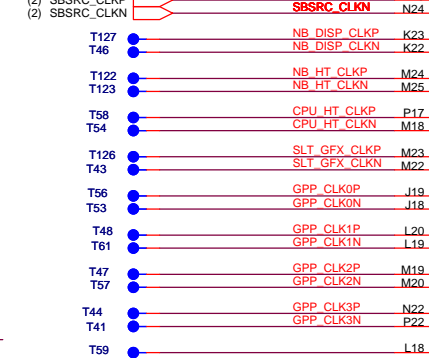 (2) SBSRC_CLKP
(2) SBSRC_CLKN SBSRC_CLKN N24
T127 NB_DISP_CLKP K23
T46 NB_DISP_CLKN K22
T122 NB_HT_CLKP M24
T123 NB_HT_CLKN M25
T58 CPU_HT_CLKP P17
T54 CPU_HT_CLKN M18
T126 SLT_GFX_CLKP M23
T43 SLT_GFX_CLKN M22
T56 GPP_CLK0P J19
T53 GPP_CLK0N J18
T48 GPP_CLK1P L20
T61 GPP_CLK1N L19
T47 GPP_CLK2P M19
T57 GPP_CLK2N M20
T44 GPP_CLK3P N22
T41 GPP_CLK3N P22
T59 L18